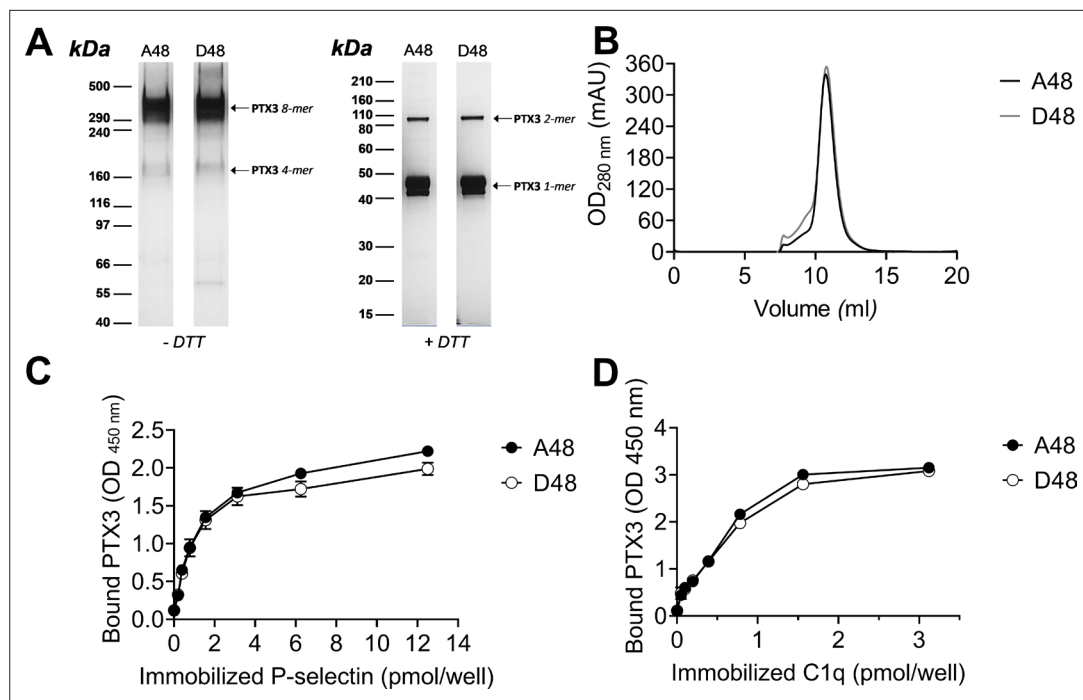 A
kDa
A48 D48
500
290
240
160
116
97
66
55
40
PTX3 8-mer
PTX3 4-mer
- DTT
kDa
A48 D48
210
160
110
80
60
50
40
30
20
15
PTX3 2-mer
PTX3 1-mer
+ DTT
B
OD280 nm (mAU)
360
300
240
180
120
60
0
0 5 10 15 20
Volume (ml)
A48
D48
C
Bound PTX3 (OD 450 nm)
2.5
2.0
1.5
1.0
0.5
0.0
0 2 4 6 8 10 12 14
Immobilized P-selectin (pmol/well)
A48
D48
D
Bound PTX3 (OD 450 nm)
4
3
2
1
0
0 1 2 3
Immobilized C1q (pmol/well)
A48
D48